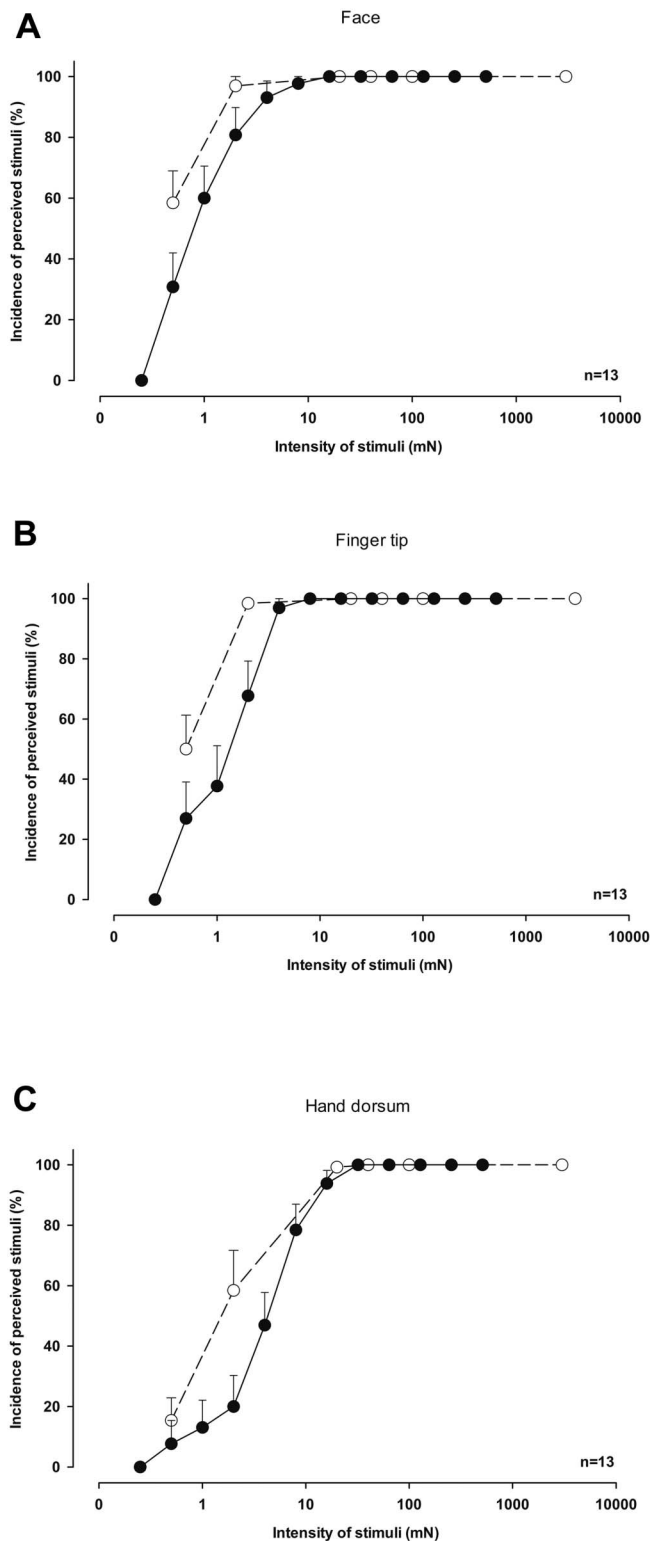 A
Face
Incidence of perceived stimuli (%)
100
80
60
40
20
0
n=13
0 1 10 100 1000 10000
Intensity of stimuli (mN)
B
Finger tip
Incidence of perceived stimuli (%)
100
80
60
40
20
0
n=13
0 1 10 100 1000 10000
Intensity of stimuli (mN)
C
Hand dorsum
Incidence of perceived stimuli (%)
100
80
60
40
20
0
n=13
0 1 10 100 1000 10000
Intensity of stimuli (mN)